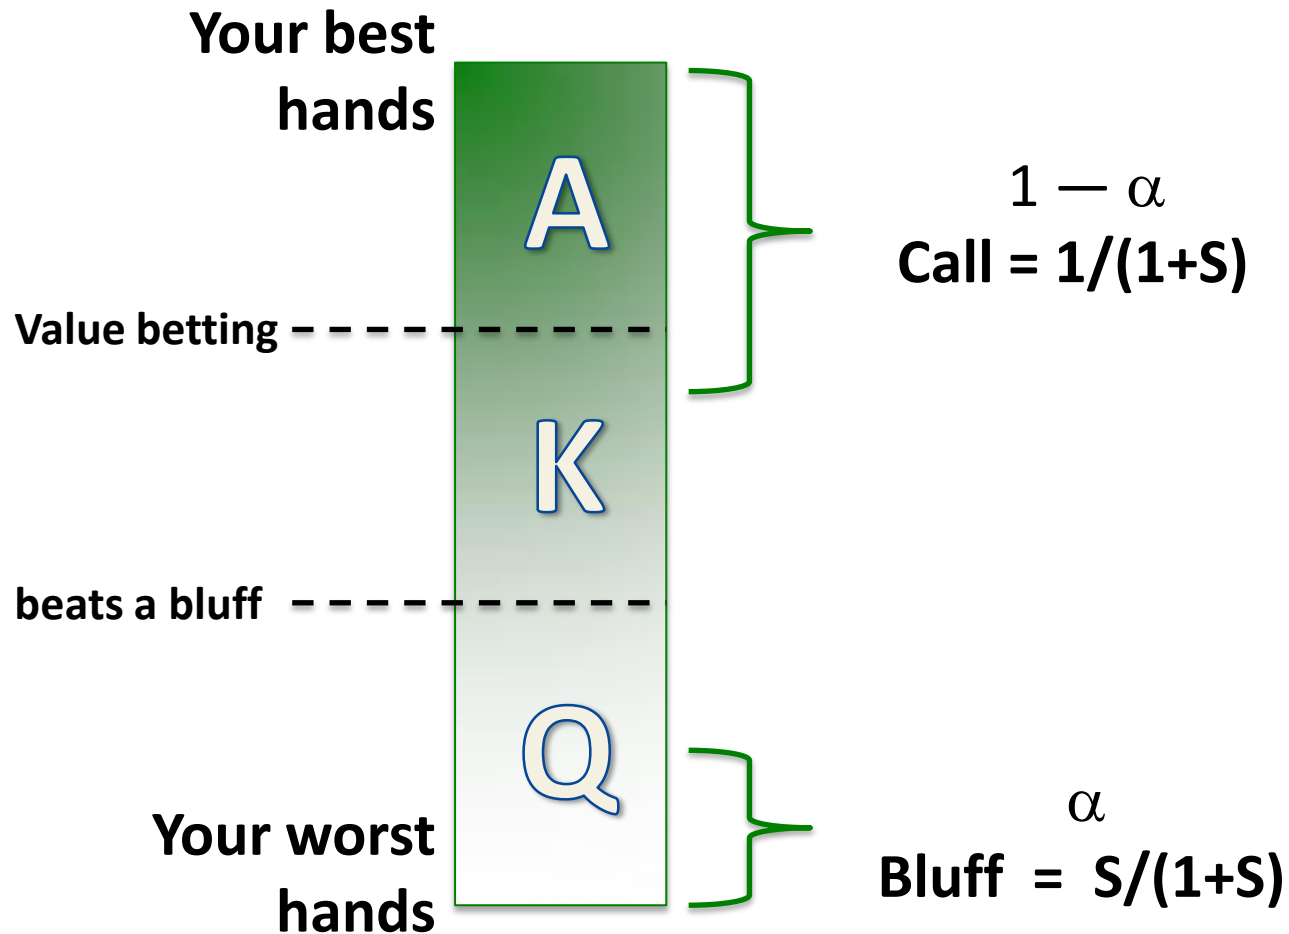 Your best
hands
A
1 — α
Call = 1/(1+S)
Value betting
K
beats a bluff
Q
Your worst
hands
α
Bluff = S/(1+S)